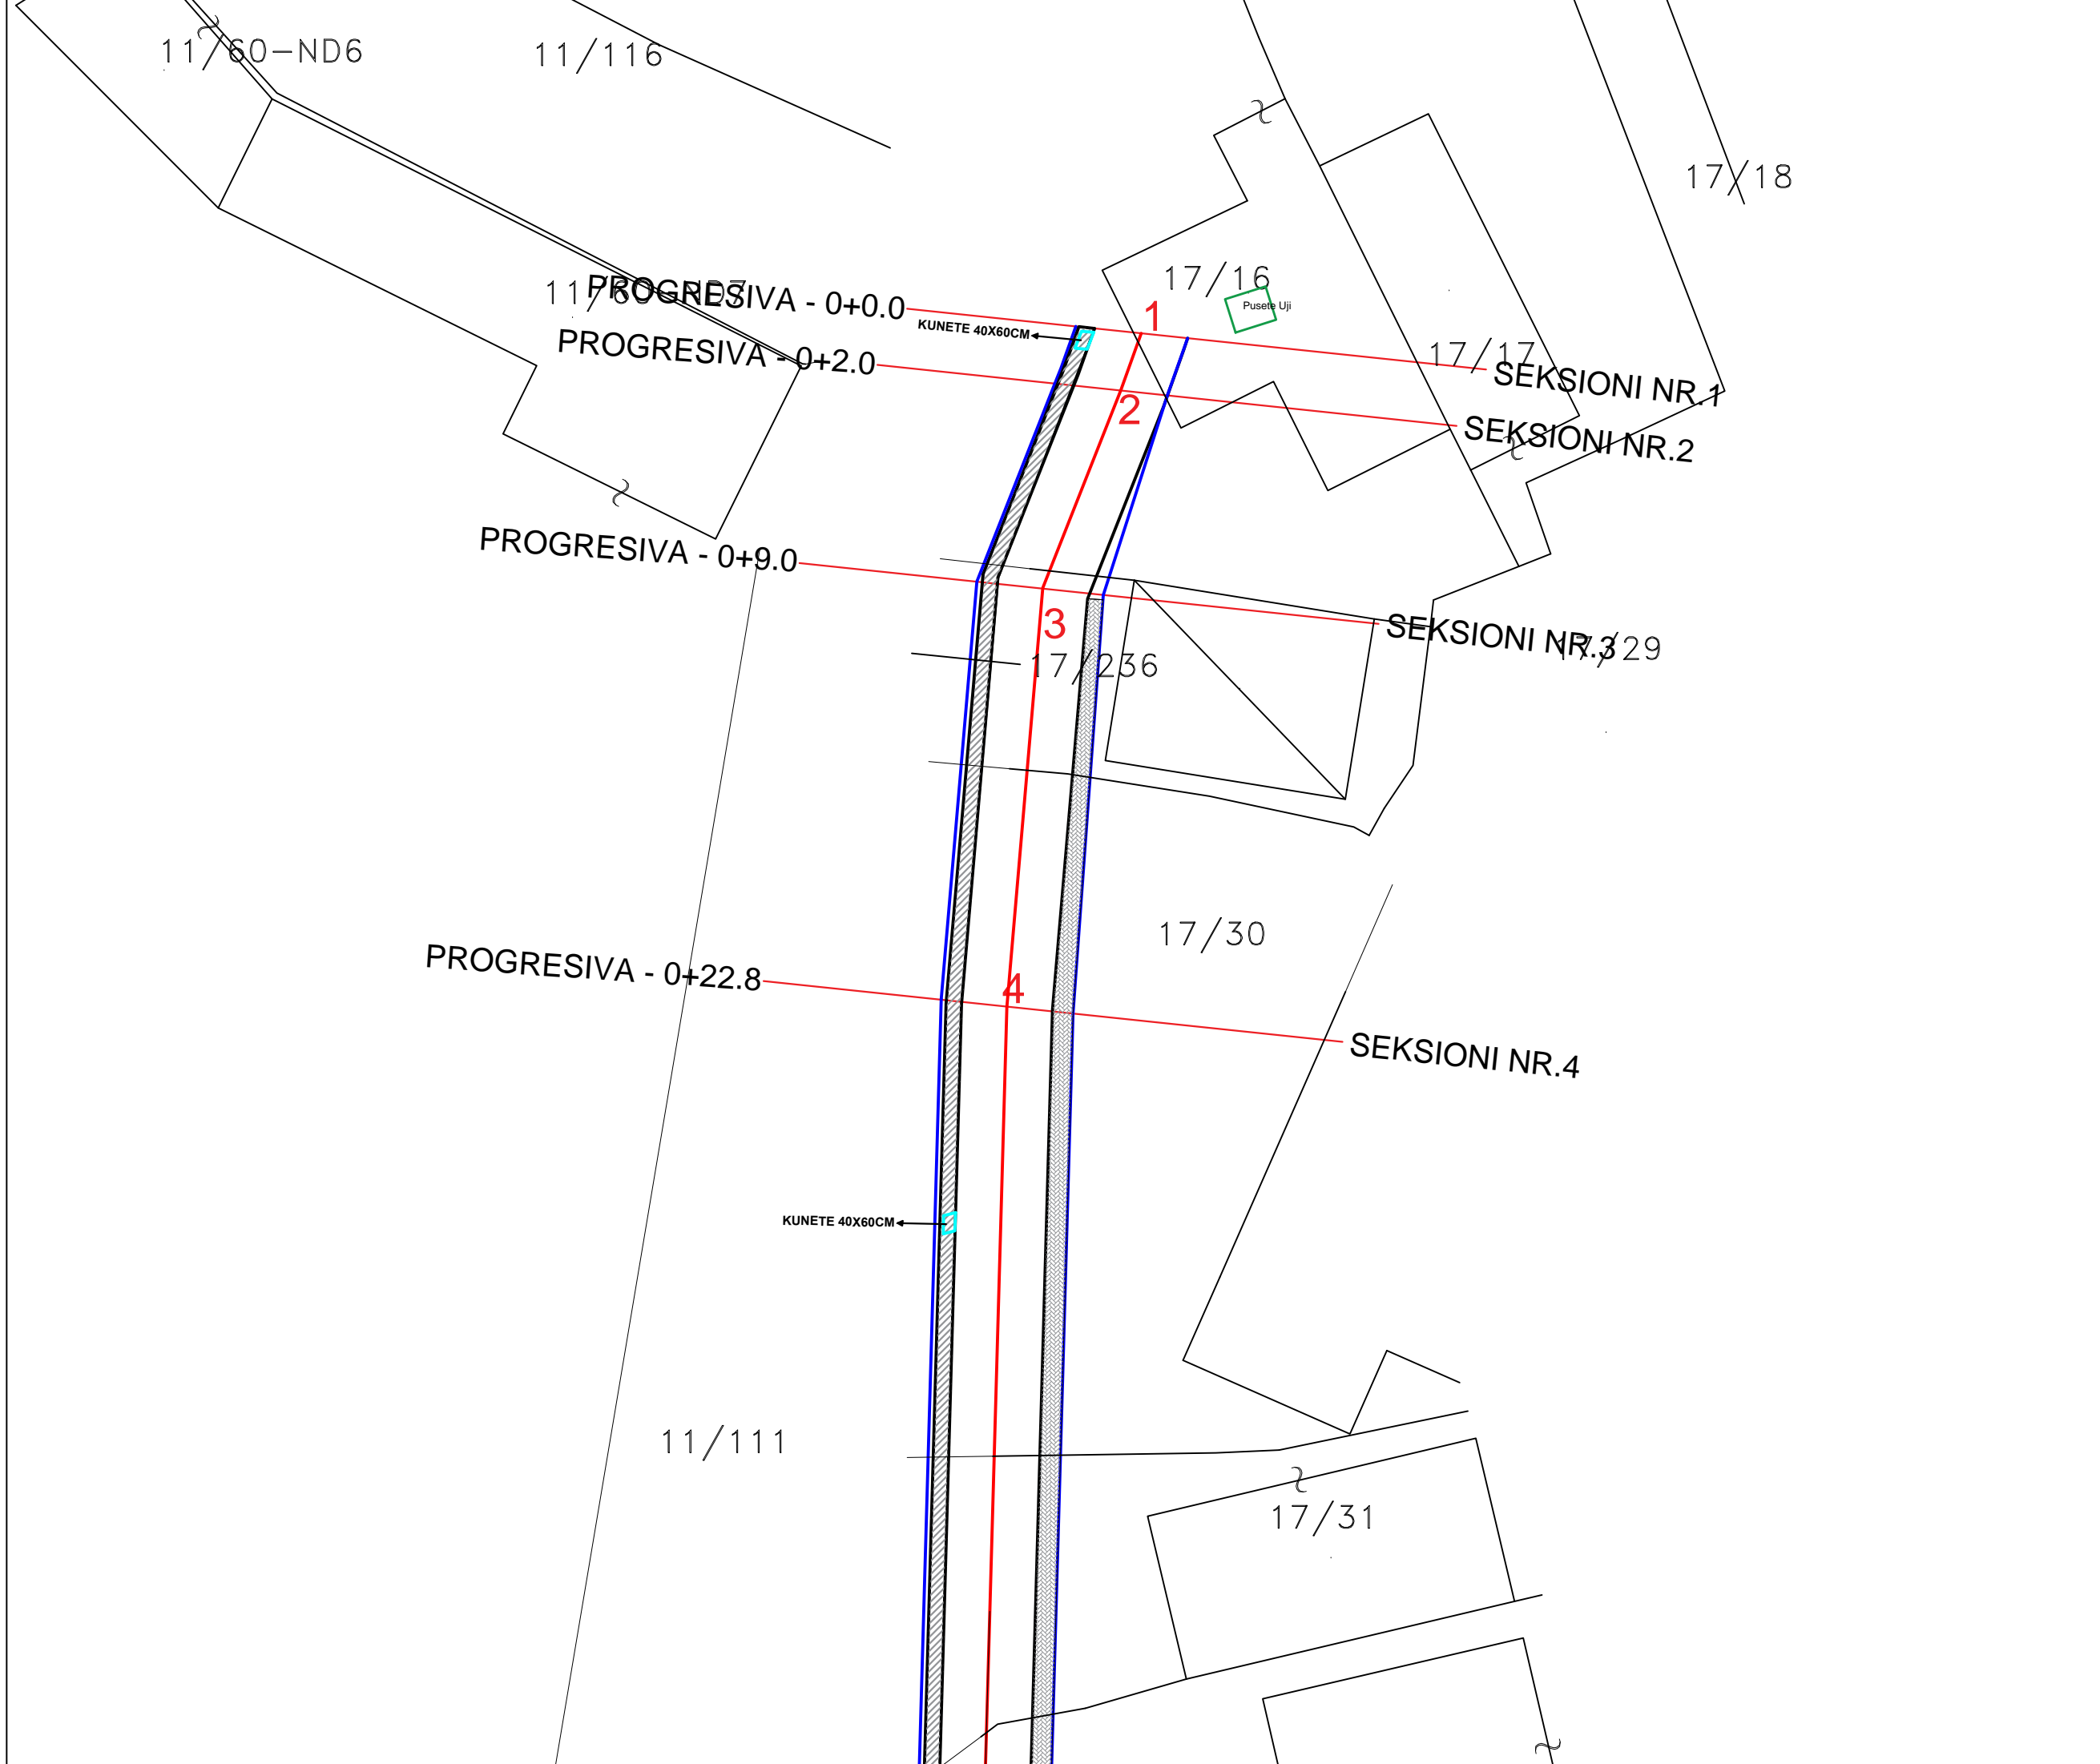 11/60-ND6
11/116
17/18
17/16
11/60-ND7
PROGRESIVA - 0+0.0
1
Pusete Uji
KUNETE 40X60CM
PROGRESIVA - 0+2.0
17/17
SEKSIONI NR.1
2
SEKSIONI NR.2
PROGRESIVA - 0+9.0
3
SEKSIONI NR.3
17/29
17/236
17/30
PROGRESIVA - 0+22.8
4
SEKSIONI NR.4
KUNETE 40X60CM
11/111
17/31